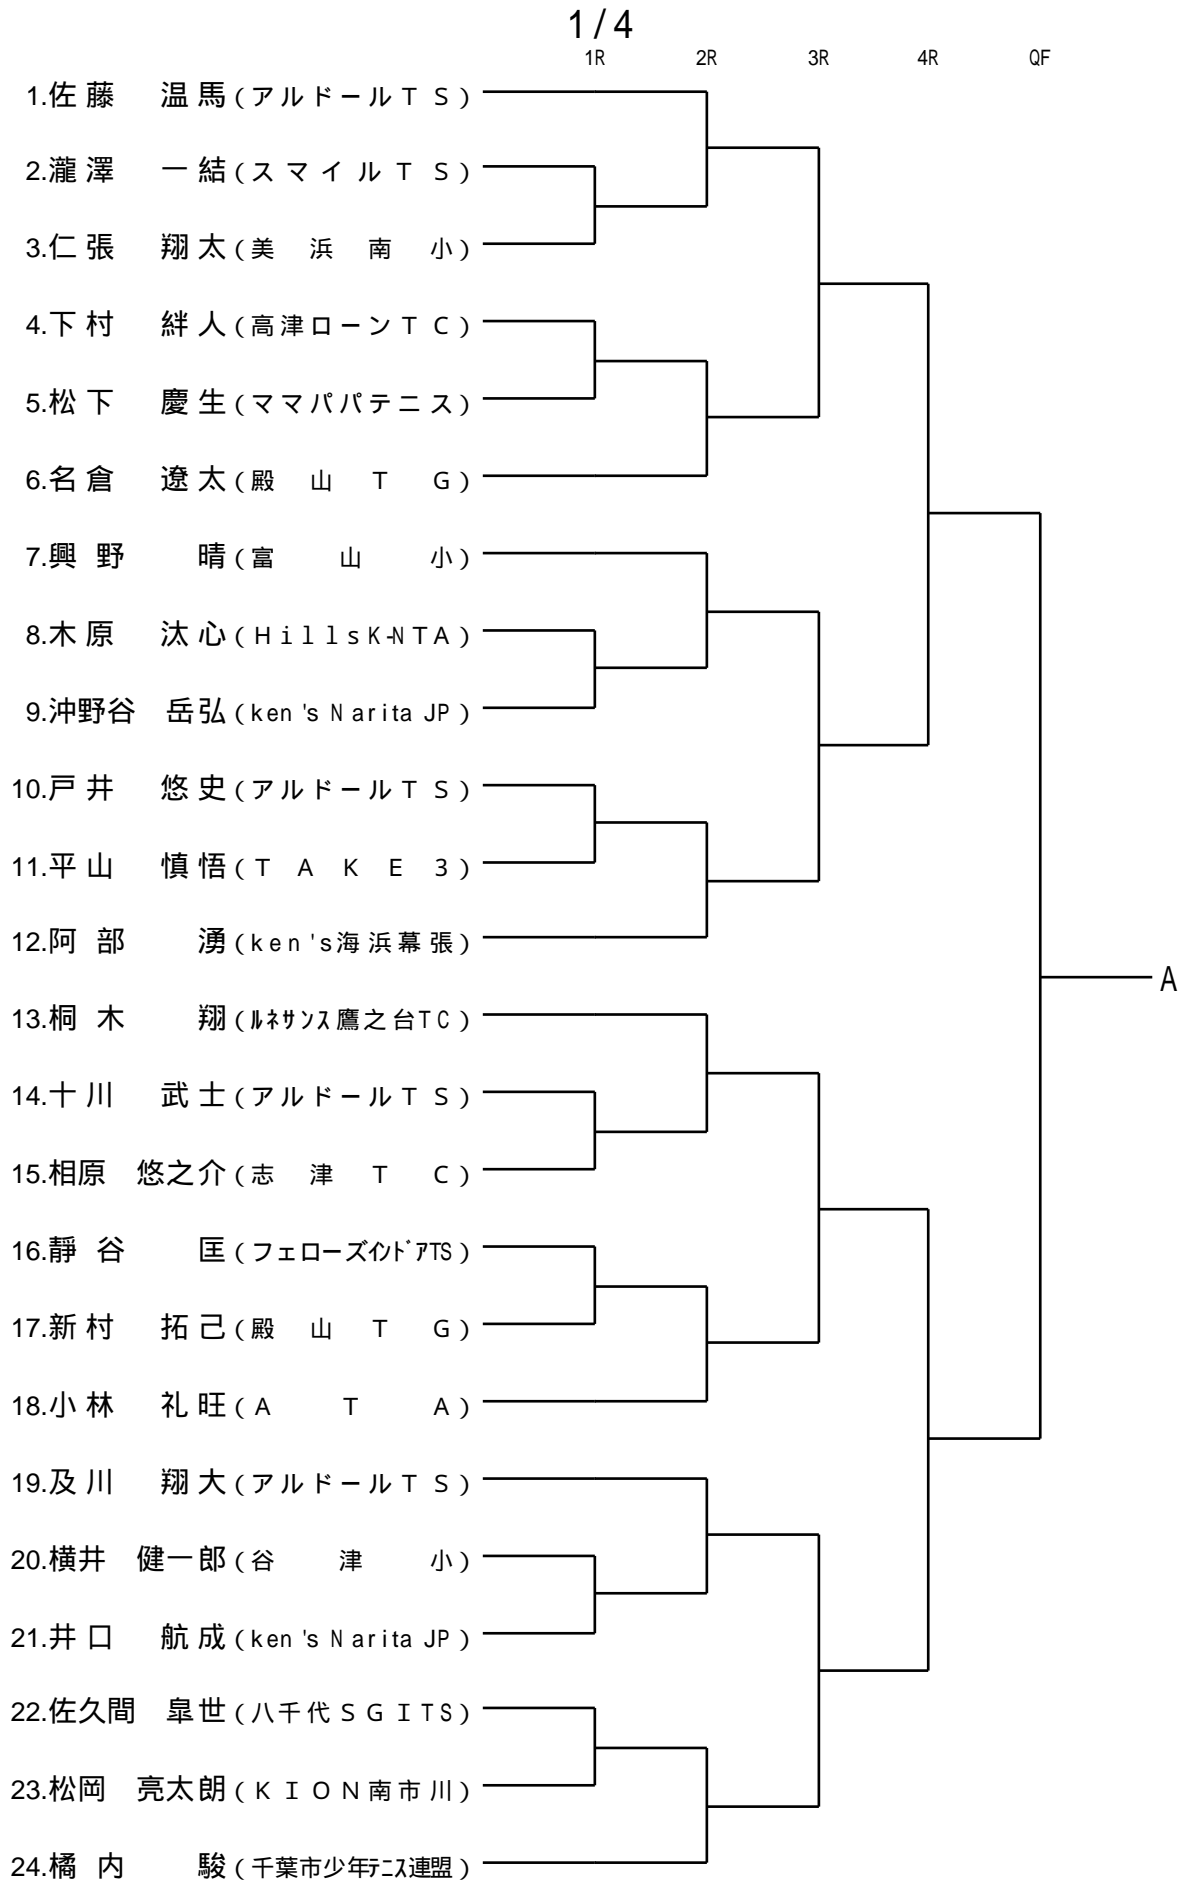 1/4
1R 2R 3R 4R QF
1.佐藤 温馬(アルドールTS)
2.瀧澤 一結(スマイルTS)
3.仁張 翔太(美浜南小)
4.下村 絆人(高津ローンTC)
5.松下 慶生(ママパパテニス)
6.名倉 遼太(殿山TG)
7.興野 晴(富山小)
8.木原 汰心(HillsK-NTA)
9.沖野谷 岳弘(ken's Narita JP)
10.戸井 悠史(アルドールTS)
11.平山 慎悟(TAKE3)
12.阿部 湧(ken's海浜幕張)
A
13.桐木 翔(ルネサンス鷹之台TC)
14.十川 武士(アルドールTS)
15.相原 悠之介(志津TC)
16.靜谷 匡(フェローズインドアTS)
17.新村 拓己(殿山TG)
18.小林 礼旺(ATA)
19.及川 翔大(アルドールTS)
20.横井 健一郎(谷津小)
21.井口 航成(ken's Narita JP)
22.佐久間 皐世(八千代SGITS)
23.松岡 亮太朗(KION南市川)
24.橘内 駿(千葉市少年テニス連盟)